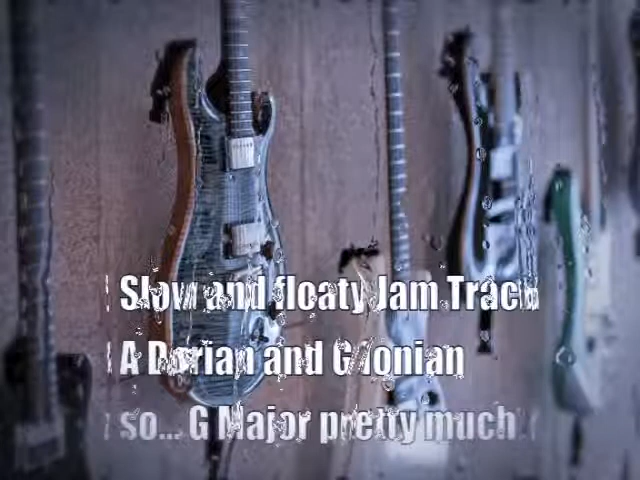 Slow and floaty Jam Track
A Dorian and G Ionian
so... G Major pretty much